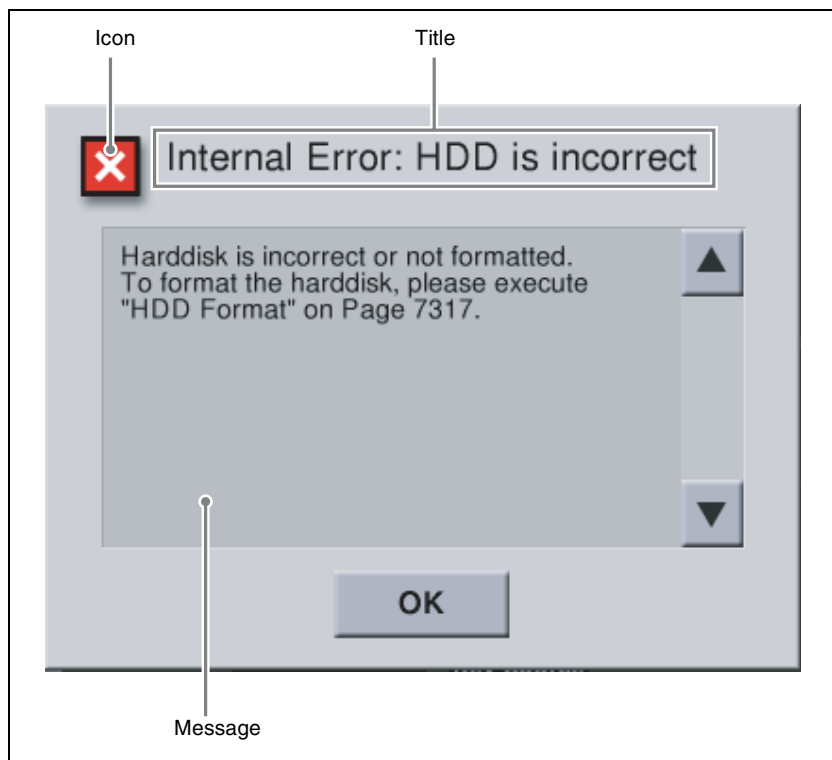 Icon
Title
Internal Error: HDD is incorrect
Harddisk is incorrect or not formatted.
To format the harddisk, please execute
"HDD Format" on Page 7317.
OK
Message